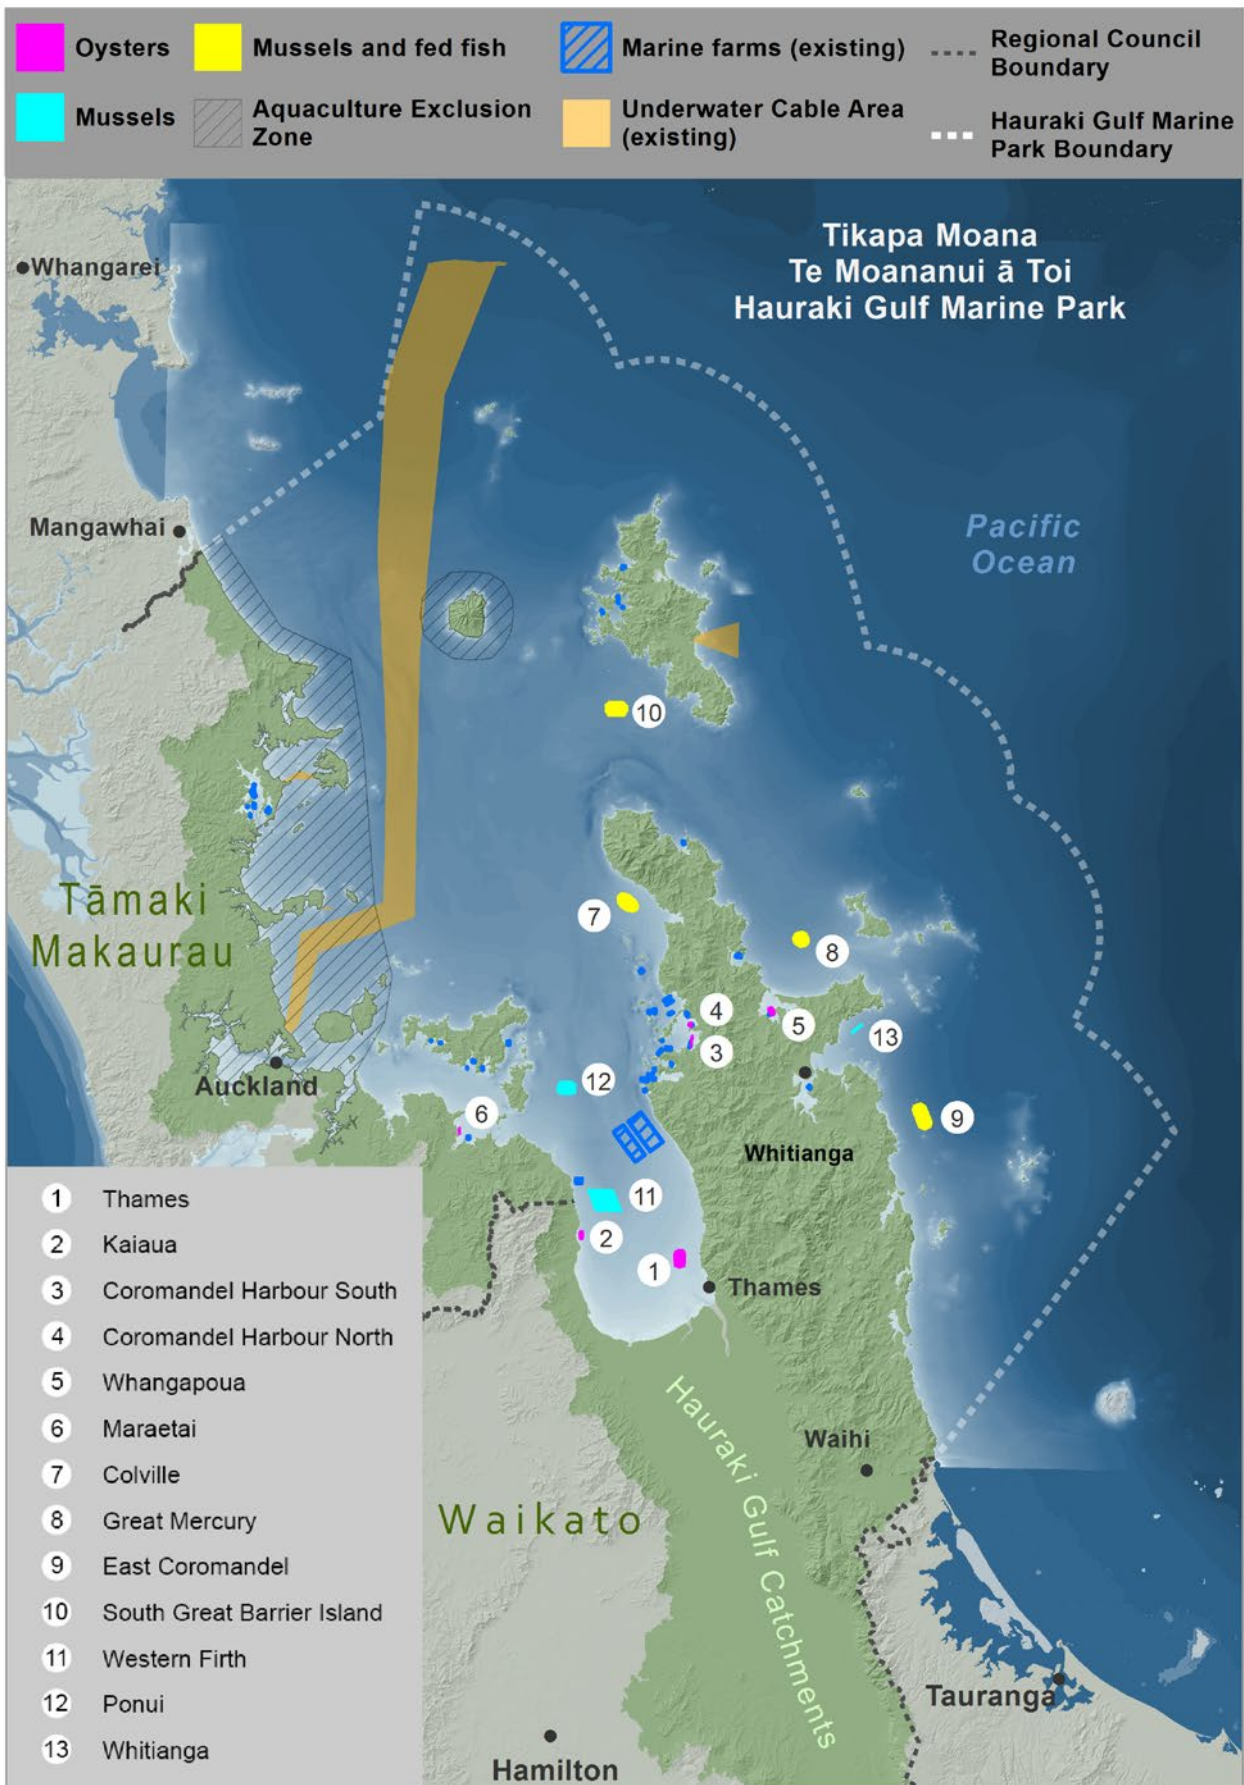 Oysters
Mussels and fed fish
Marine farms (existing)
Regional Council
Boundary
Mussels
Aquaculture Exclusion
Zone
Underwater Cable Area
(existing)
Hauraki Gulf Marine
Park Boundary
Tikapa Moana
Te Moananui ā Toi
Hauraki Gulf Marine Park
Whangarei
Mangawhai
Pacific
Ocean
10
Tāmaki
Makaurau
7
8
4
5
13
3
Auckland
12
6
9
Whitianga
11
2
1
Thames
Hauraki Gulf Catchments
Waihi
Waikato
Tauranga
Hamilton
1 Thames
2 Kaiaua
3 Coromandel Harbour South
4 Coromandel Harbour North
5 Whangapoua
6 Maraetai
7 Colville
8 Great Mercury
9 East Coromandel
10 South Great Barrier Island
11 Western Firth
12 Ponui
13 Whitianga